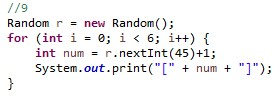 //9
Random r = new Random();
for (int i = 0; i < 6; i++) {
    int num = r.nextInt(45)+1;
    System.out.print("[" + num + "]");
}